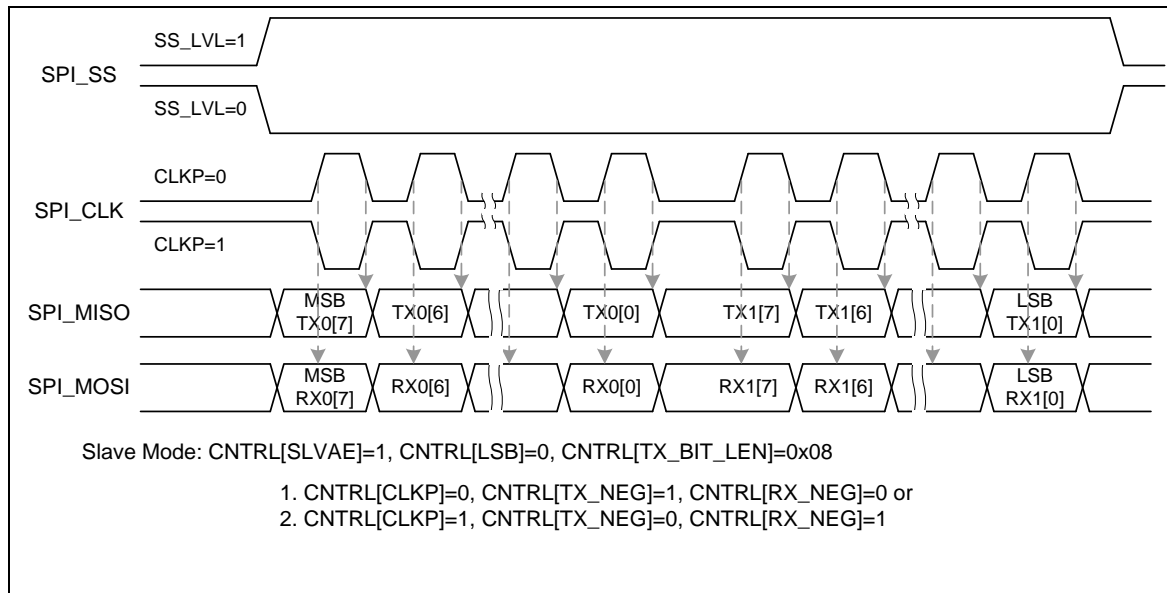 SS_LVL=1
SPI_SS
SS_LVL=0
CLKP=0
SPI_CLK
CLKP=1
SPI_MISO
MSB
TX0[7]
TX0[6]
TX0[0]
TX1[7]
TX1[6]
LSB
TX1[0]
SPI_MOSI
MSB
RX0[7]
RX0[6]
RX0[0]
RX1[7]
RX1[6]
LSB
RX1[0]
Slave Mode: CNTRL[SLVAE]=1, CNTRL[LSB]=0, CNTRL[TX_BIT_LEN]=0x08
1. CNTRL[CLKP]=0, CNTRL[TX_NEG]=1, CNTRL[RX_NEG]=0 or
2. CNTRL[CLKP]=1, CNTRL[TX_NEG]=0, CNTRL[RX_NEG]=1